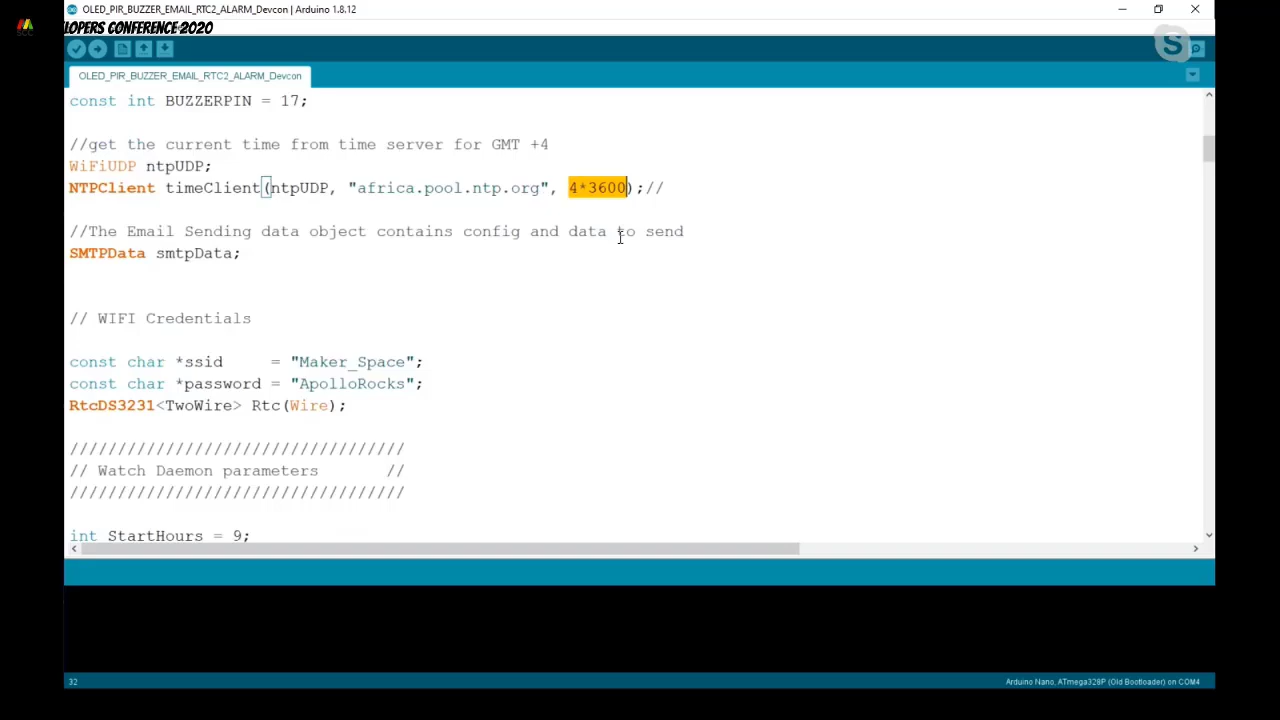 OLED_PIR_BUZZER_EMAIL_RTC2_ALARM_Devcon | Arduino 1.8.12
ELOPERS CONFERENCE 2020
OLED_PIR_BUZZER_EMAIL_RTC2_ALARM_Devcon
const int BUZZERPIN = 17;
//get the current time from time server for GMT +4
WiFiUDP ntpUDP;
NTPClient timeClient(ntpUDP, "africa.pool.ntp.org", 4*3600);//
//The Email Sending data object contains config and data to send
SMTPData smtpData;
// WIFI Credentials
const char *ssid     = "Maker_Space";
const char *password = "ApolloRocks";
RtcDS3231<TwoWire> Rtc(Wire);
///////////////////////////////////
// Watch Daemon parameters       //
///////////////////////////////////
int StartHours = 9;
32
Arduino Nano, ATmega328P (Old Bootloader) on COM4